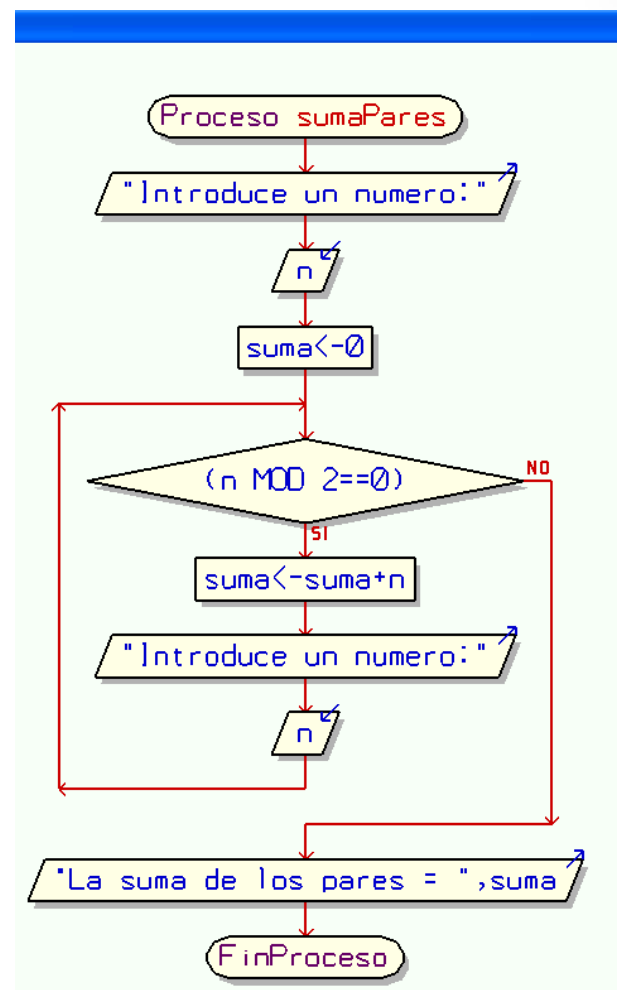 Proceso sumaPares
"Introduce un numero:"
n
suma<-0
(n MOD 2==0)
NO
SI
suma<-suma+n
"Introduce un numero:"
n
"La suma de los pares = ",suma
FinProceso